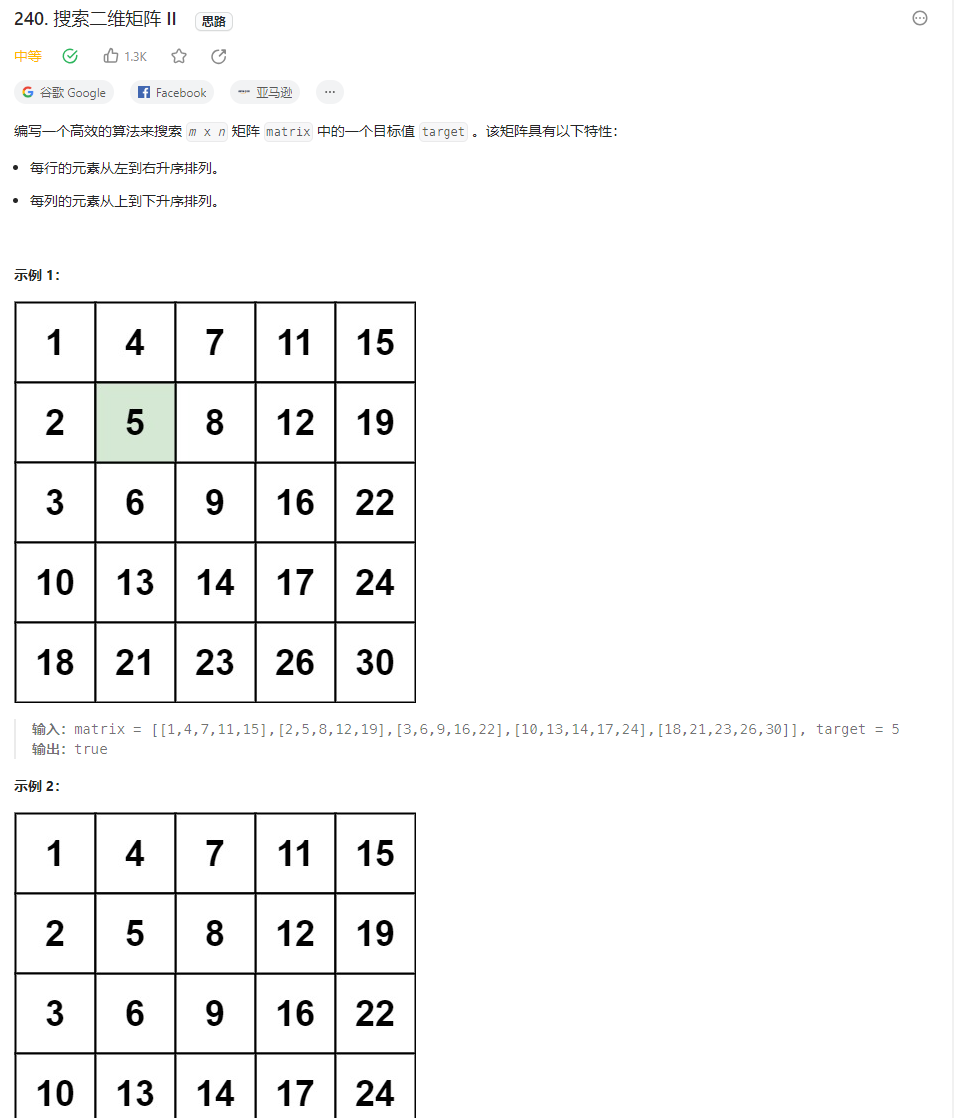 240. 搜索二维矩阵 II 思路
中等 1.3K
谷歌 Google Facebook 亚马逊 ...
编写一个高效的算法来搜索 m x n 矩阵 matrix 中的一个目标值 target 。该矩阵具有以下特性：
• 每行的元素从左到右升序排列。
• 每列的元素从上到下升序排列。
示例 1：
1 4 7 11 15
2 5 8 12 19
3 6 9 16 22
10 13 14 17 24
18 21 23 26 30
输入：matrix = [[1,4,7,11,15],[2,5,8,12,19],[3,6,9,16,22],[10,13,14,17,24],[18,21,23,26,30]], target = 5
输出：true
示例 2：
1 4 7 11 15
2 5 8 12 19
3 6 9 16 22
10 13 14 17 24